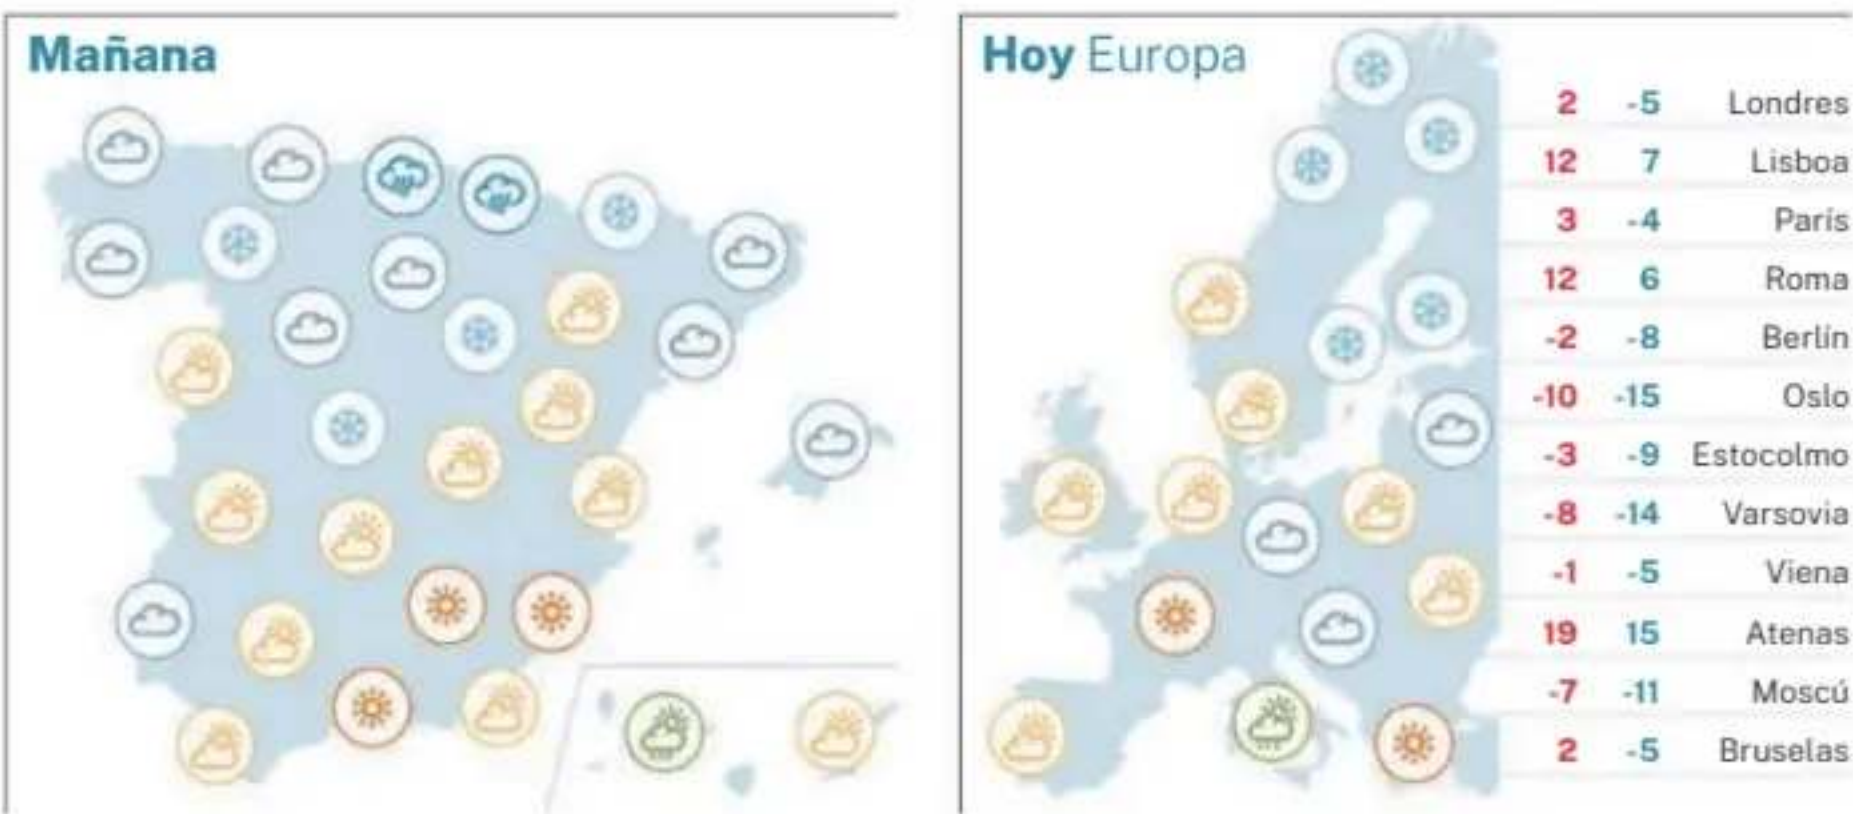 Mañana
Hoy Europa
2 -5 Londres
12 7 Lisboa
3 -4 París
12 6 Roma
-2 -8 Berlín
-10 -15 Oslo
-3 -9 Estocolmo
-8 -14 Varsovia
-1 -5 Viena
19 15 Atenas
-7 -11 Moscú
2 -5 Bruselas